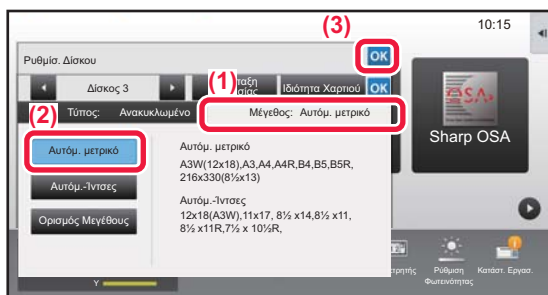 (3)
10:15
Ρυθμίσ. Δίσκου
OK
Δίσκος 3
(1)
Ιδιότητα Χαρτιού
OK
(2)
Τύπος: Ανακυκλωμένο
Μέγεθος: Αυτόμ. μετρικό
Αυτόμ. μετρικό
Αυτόμ. μετρικό
A3W(12x18),A3,A4,A4R,B4,B5,B5R,
216x330(8½x13)
Αυτόμ.-Ίντσες
Αυτόμ.-Ίντσες
12x18(A3W),11x17, 8½ x14,8½ x11,
8½ x11R,7½ x 10½R,
Ορισμός Μεγέθους
Sharp OSA
Ρύθμιση
Φωτεινότητας
Κατάστ. Εργασ.
Y